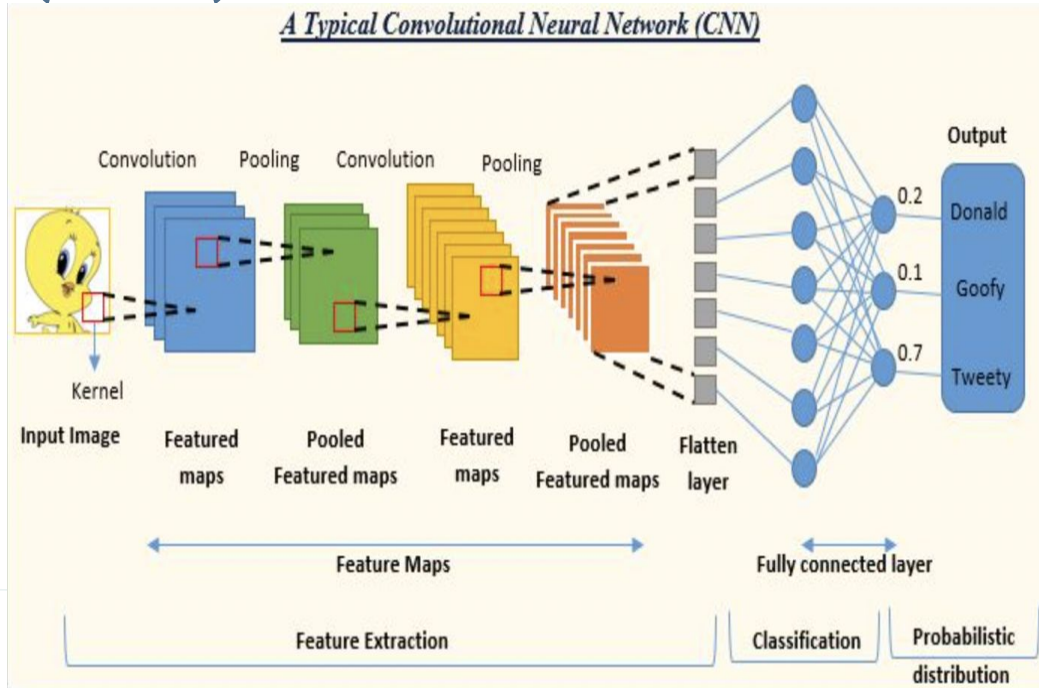 A Typical Convolutional Neural Network (CNN)
Convolution
Pooling
Convolution
Pooling
Output
0.2
Donald
0.1
Goofy
0.7
Tweety
Kernel
Input Image
Featured
maps
Pooled
Featured maps
Featured
maps
Pooled
Featured maps
Flatten
layer
Feature Maps
Fully connected layer
Feature Extraction
Classification
Probabilistic
distribution